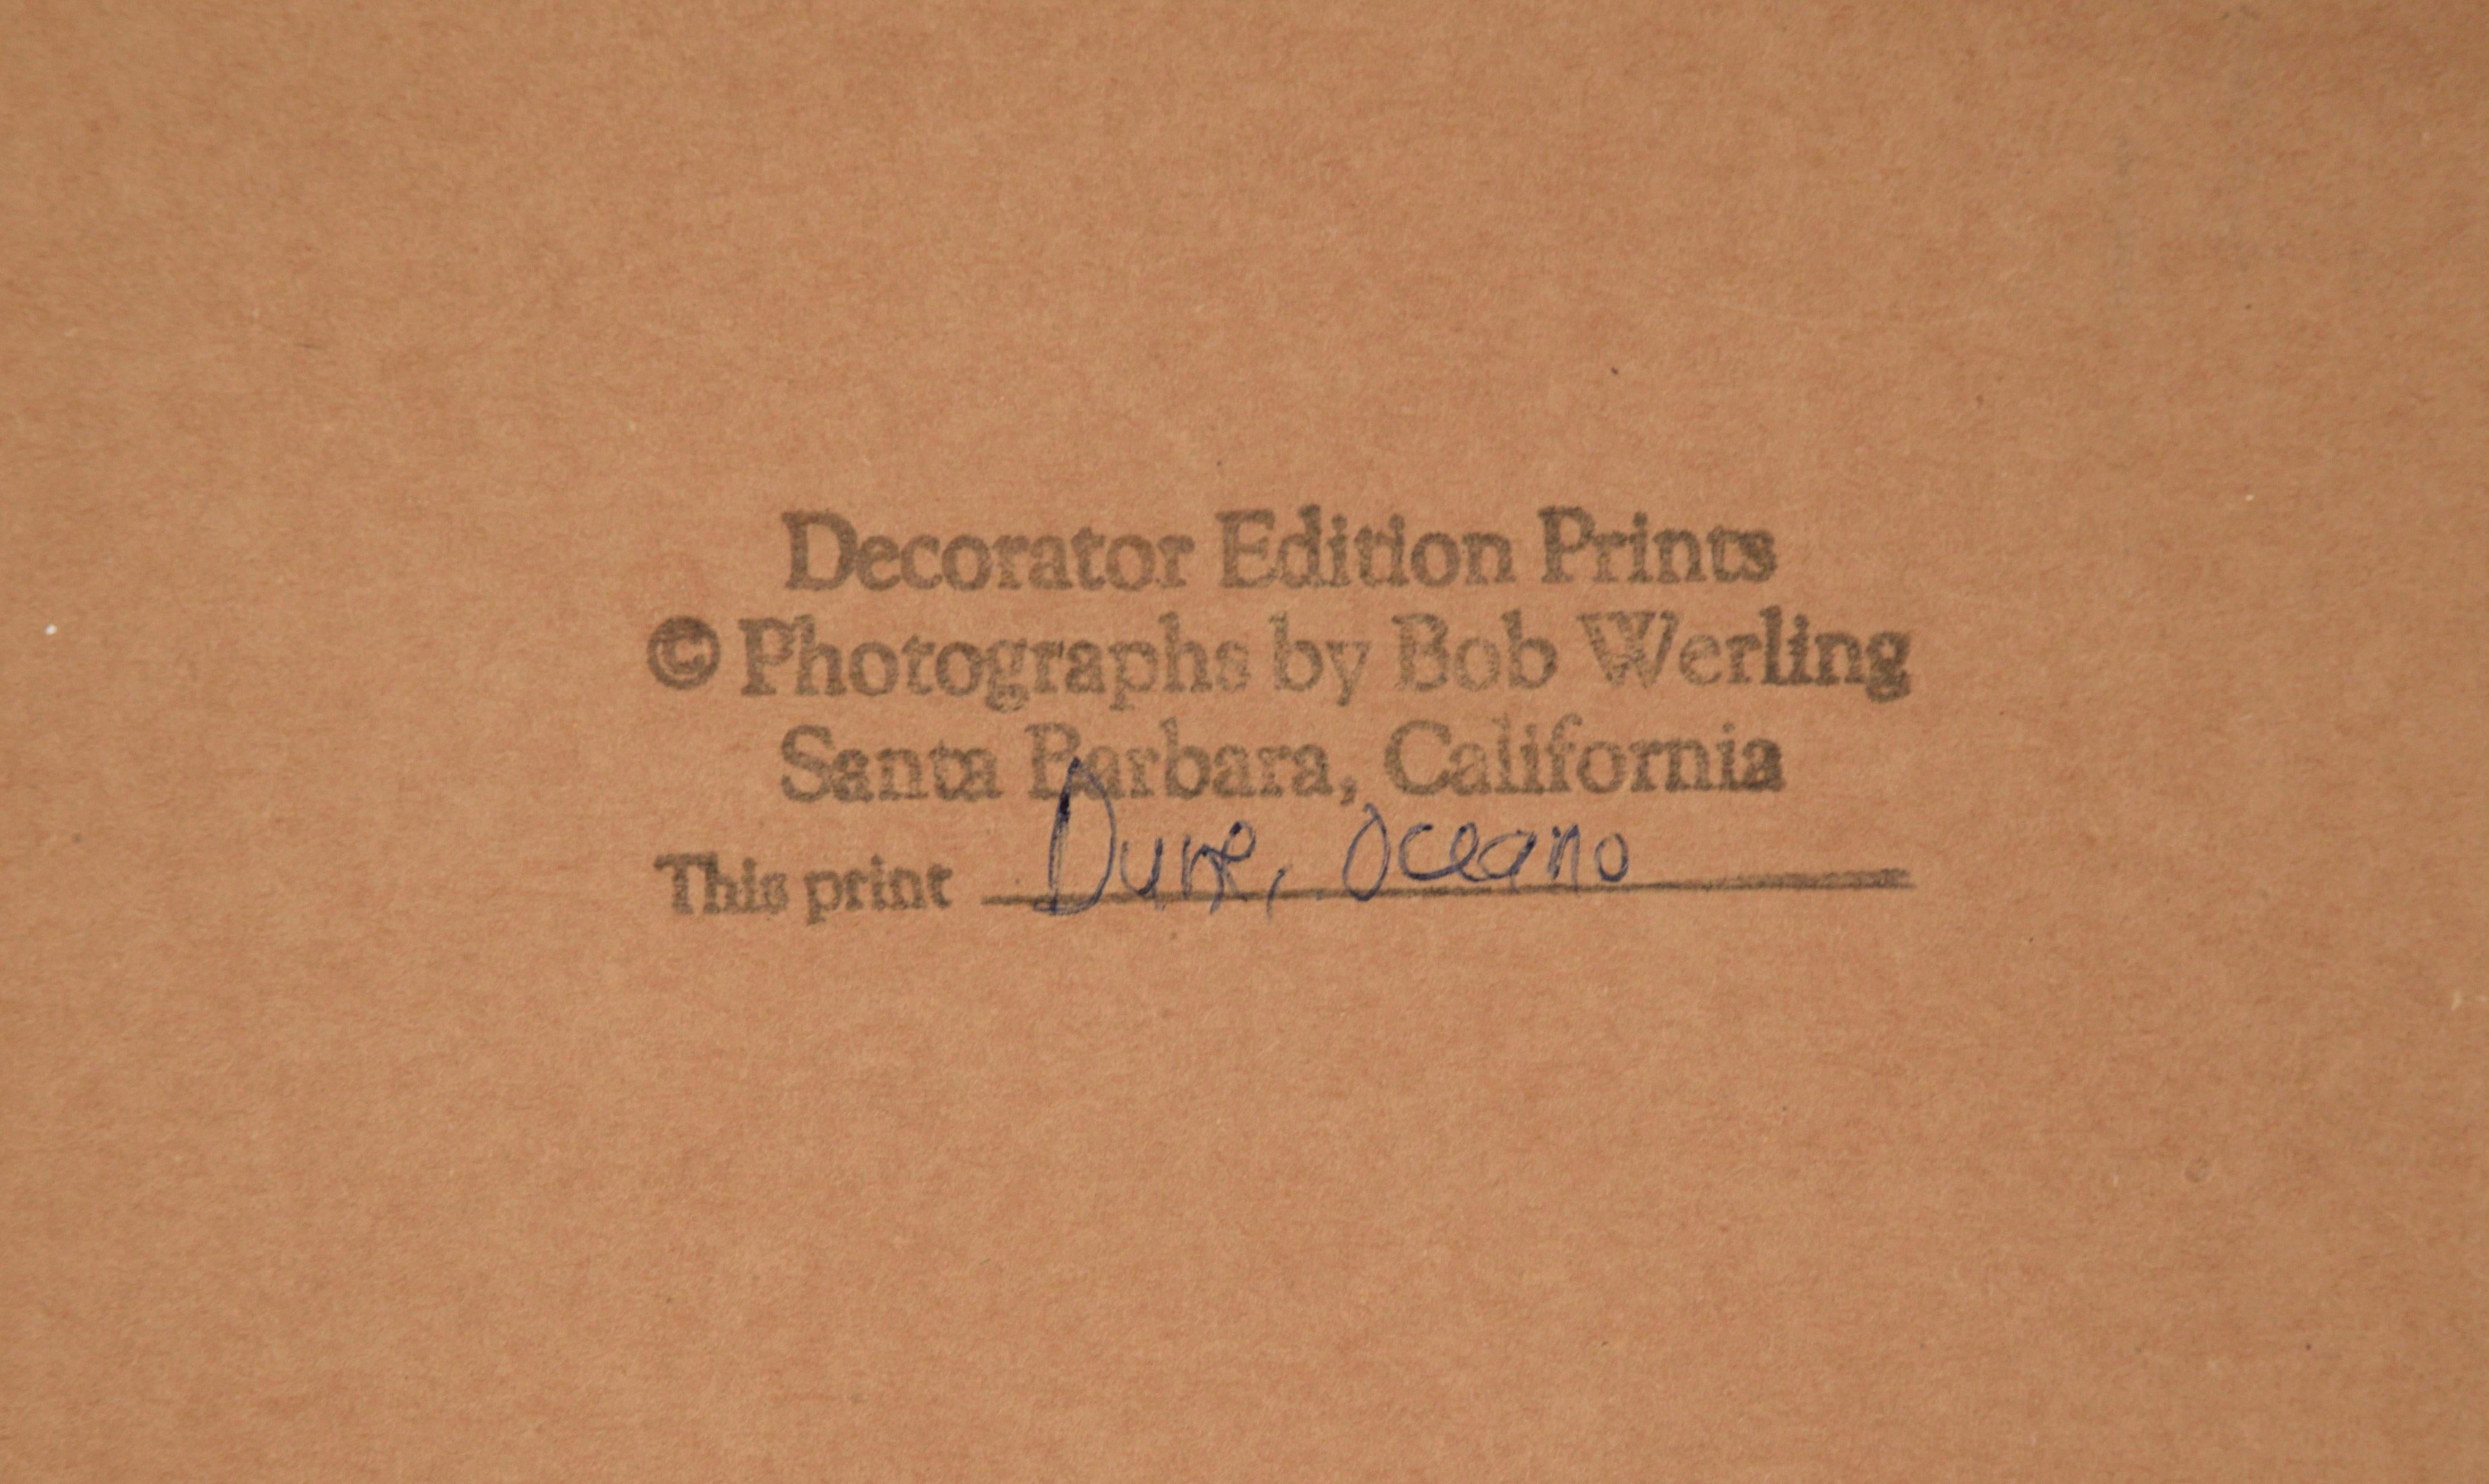 Decorator Edition Prints
© Photographs by Bob Werling
Santa Barbara, California
This print Dune, Oceano